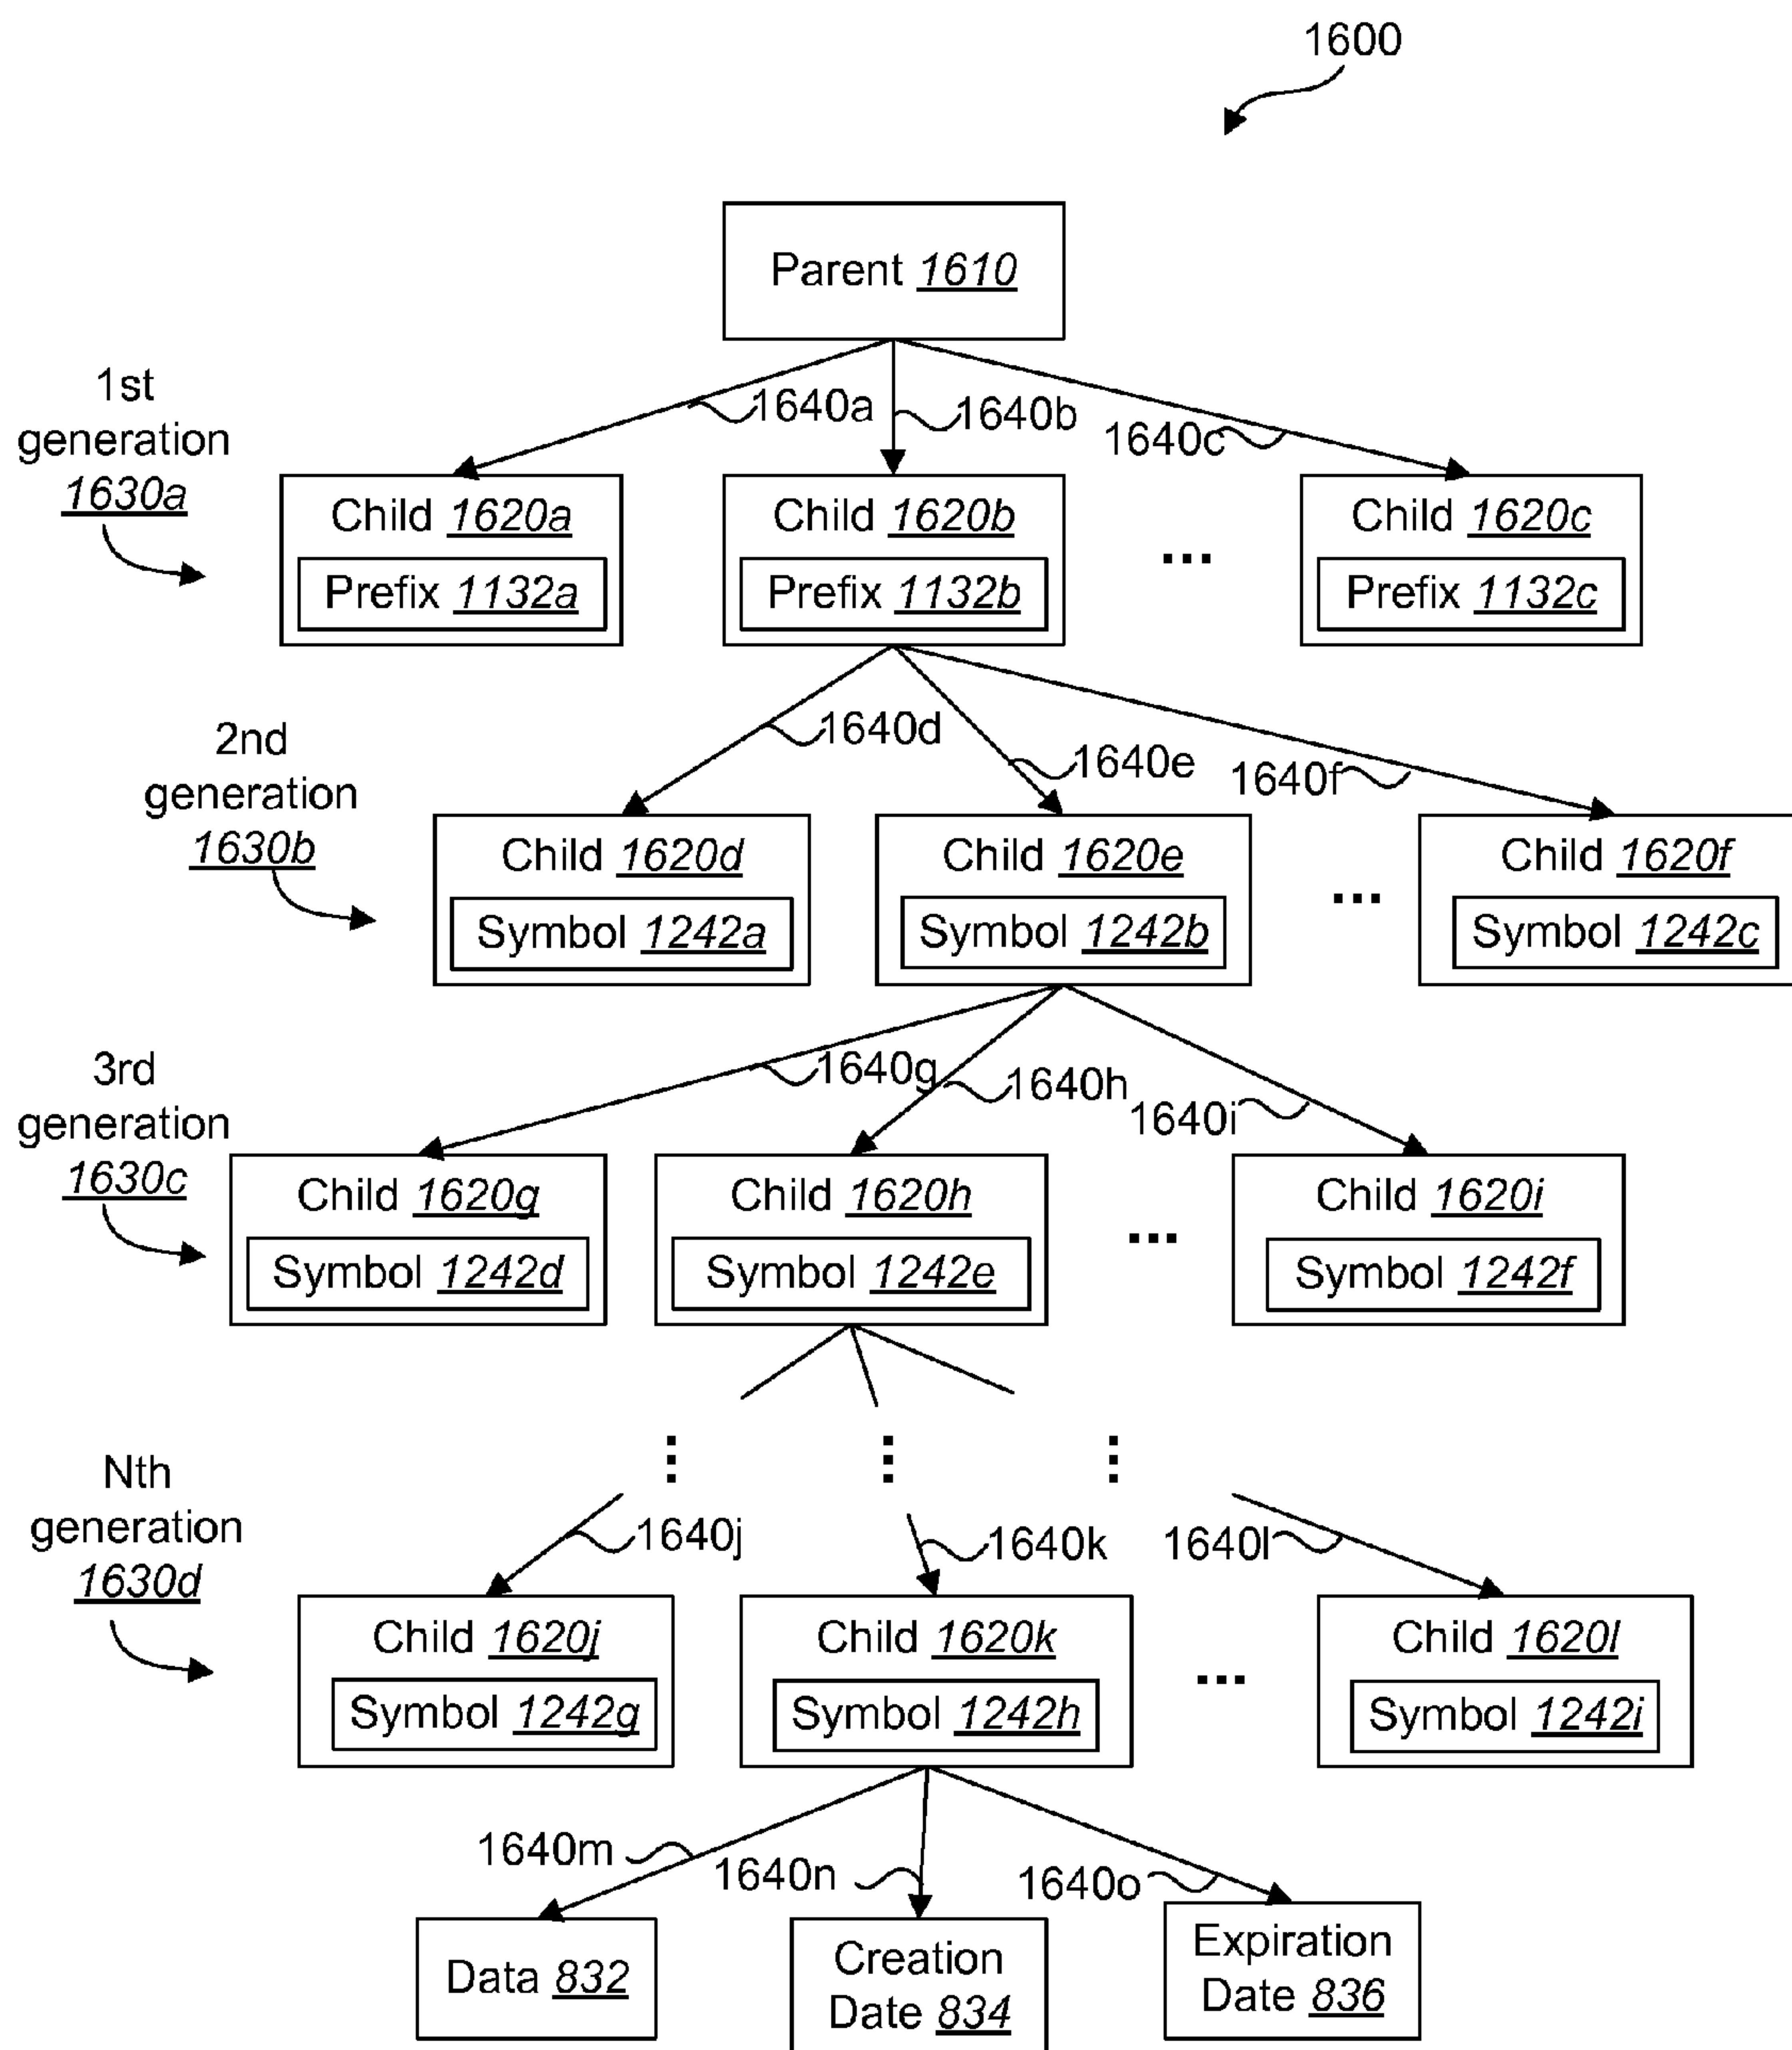 1600
Parent 1610
1st
generation
1630a
1640a
1640b
1640c
Child 1620a
Prefix 1132a
Child 1620b
Prefix 1132b
...
Child 1620c
Prefix 1132c
2nd
generation
1630b
1640d
1640e
1640f
Child 1620d
Symbol 1242a
Child 1620e
Symbol 1242b
...
Child 1620f
Symbol 1242c
3rd
generation
1630c
1640g
1640h
1640i
Child 1620g
Symbol 1242d
Child 1620h
Symbol 1242e
...
Child 1620i
Symbol 1242f
Nth
generation
1630d
1640j
1640k
1640l
Child 1620j
Symbol 1242g
Child 1620k
Symbol 1242h
...
Child 1620l
Symbol 1242i
1640m
1640n
1640o
Data 832
Creation
Date 834
Expiration
Date 836